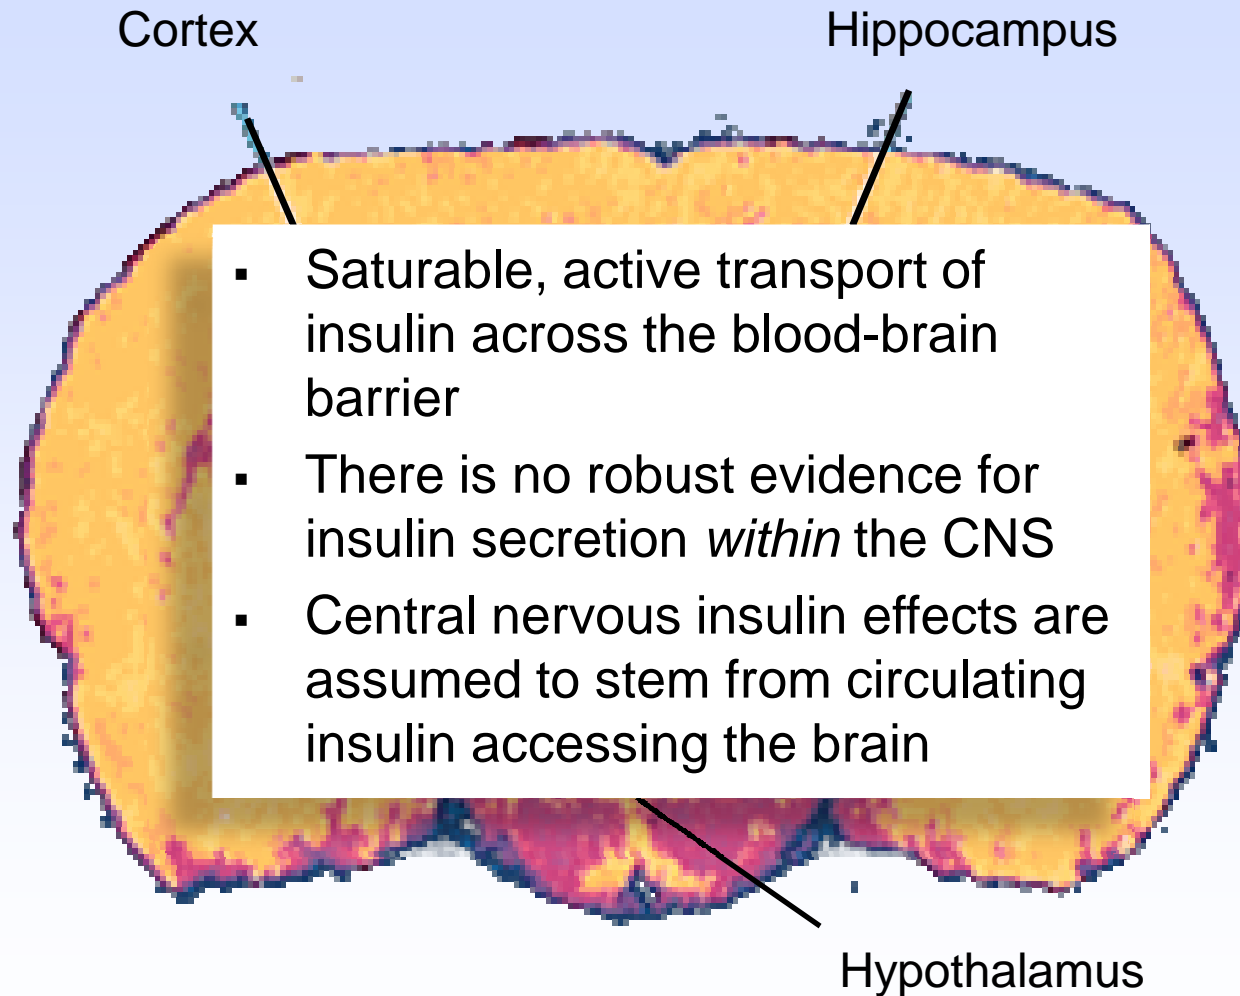 Cortex
Hippocampus
▪ Saturable, active transport of
insulin across the blood-brain
barrier
▪ There is no robust evidence for
insulin secretion within the CNS
▪ Central nervous insulin effects are
assumed to stem from circulating
insulin accessing the brain
Hypothalamus